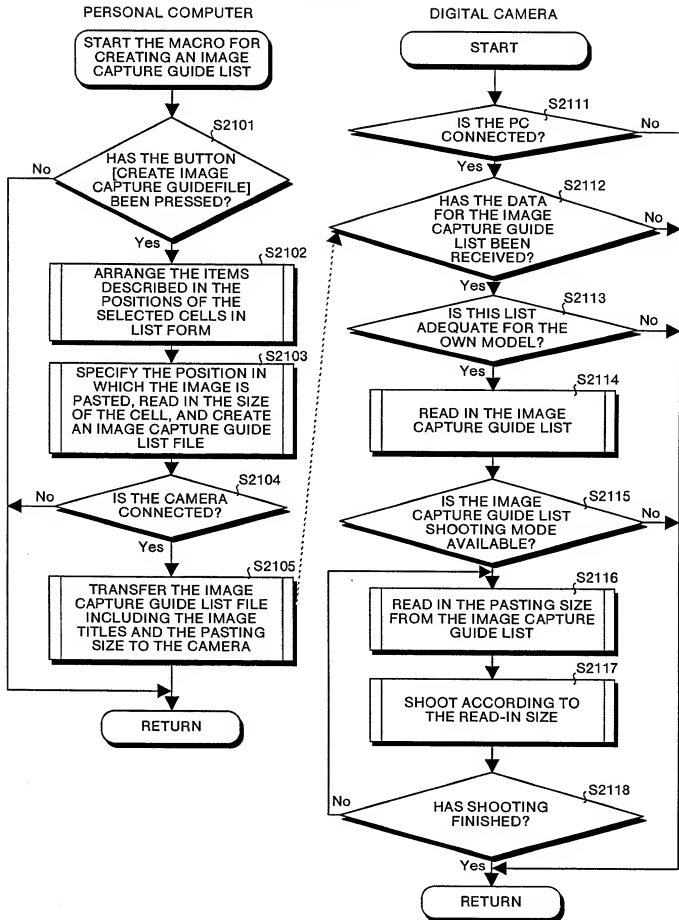 PERSONAL COMPUTER
START THE MACRO FOR
CREATING AN IMAGE
CAPTURE GUIDE LIST
S2101
No
HAS THE BUTTON
[CREATE IMAGE
CAPTURE GUIDEFILE]
BEEN PRESSED?
Yes
S2102
ARRANGE THE ITEMS
DESCRIBED IN THE
POSITIONS OF THE
SELECTED CELLS IN
LIST FORM
S2103
SPECIFY THE POSITION IN
WHICH THE IMAGE IS
PASTED, READ IN THE SIZE
OF THE CELL, AND CREATE
AN IMAGE CAPTURE GUIDE
LIST FILE
S2104
No
IS THE CAMERA
CONNECTED?
Yes
S2105
TRANSFER THE IMAGE
CAPTURE GUIDE LIST FILE
INCLUDING THE IMAGE
TITLES AND THE PASTING
SIZE TO THE CAMERA
RETURN
DIGITAL CAMERA
START
S2111
IS THE PC
CONNECTED?
No
Yes
S2112
HAS THE DATA
FOR THE IMAGE
CAPTURE GUIDE
LIST BEEN
RECEIVED?
No
Yes
S2113
IS THIS LIST
ADEQUATE FOR THE
OWN MODEL?
No
Yes
S2114
READ IN THE IMAGE
CAPTURE GUIDE LIST
S2115
IS THE IMAGE
CAPTURE GUIDE LIST
SHOOTING MODE
AVAILABLE?
No
Yes
S2116
READ IN THE PASTING SIZE
FROM THE IMAGE CAPTURE
GUIDE LIST
S2117
SHOOT ACCORDING TO
THE READ-IN SIZE
S2118
No
HAS SHOOTING
FINISHED?
Yes
RETURN